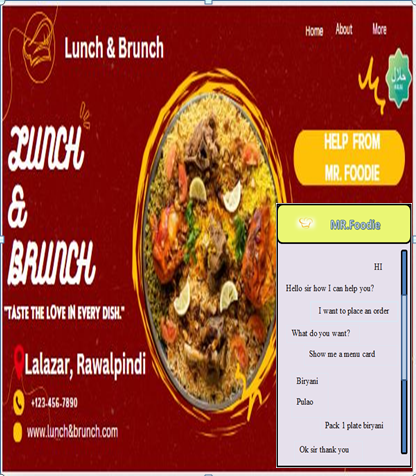 Lunch & Brunch
Home
About
More
حلال
HALAL
HELP FROM
MR. FOODIE
LUNCH
&
BRUNCH
"TASTE THE LOVE IN EVERY DISH."
Lalazar, Rawalpindi
+123-456-7890
www.lunch&brunch.com
MR.Foodie
HI
Hello sir how I can help you?
I want to place an order
What do you want?
Show me a menu card
Biryani
Pulao
Pack 1 plate biryani
Ok sir thank you